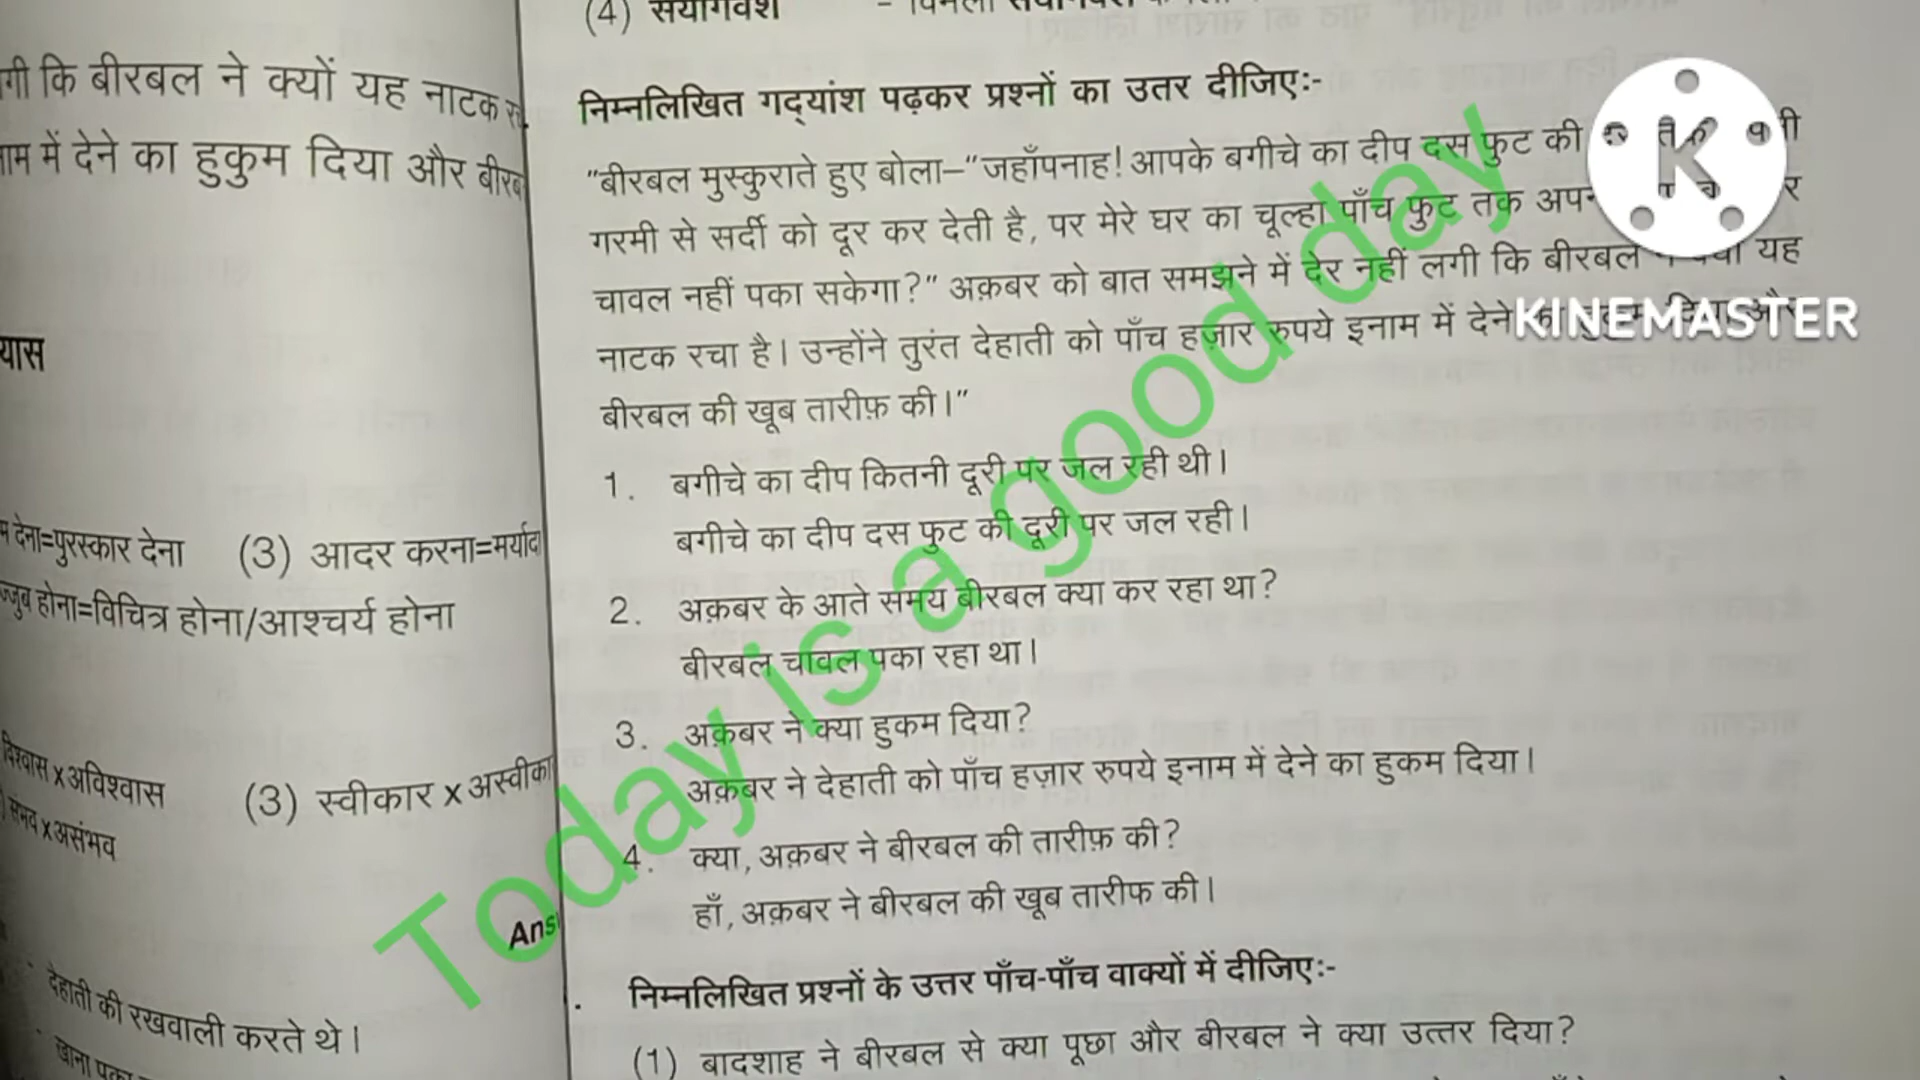 गी कि बीरबल ने क्यों यह नाटक
में देने का हुकुम दिया और
देना=पुरस्कार देना (3) आदर करना=मर्याद
होना=विचित्र होना/आश्चर्य होना
विश्वास x अविश्वास (3) स्वीकार x अस्वीका
x असंभव
Ans
देहाती की रखवाली करते थे।
खाना
(4) संयोगवश -
निम्नलिखित गद्यांश पढ़कर प्रश्नों का उतर दीजिए:-
"बीरबल मुस्कुराते हुए बोला–"जहाँपनाह! आपके बगीचे का दीप दस फुट की
गरमी से सर्दी को दूर कर देती है, पर मेरे घर का चूल्हा पाँच फुट तक
चावल नहीं पका सकेगा?" अक़बर को बात समझने में देर नहीं लगी कि बीरबल यह
नाटक रचा है। उन्होंने तुरंत देहाती को पाँच हज़ार रुपये इनाम में देने और
बीरबल की खूब तारीफ़ की।"
1. बगीचे का दीप कितनी दूरी पर जल रही थी।
बगीचे का दीप दस फुट की दूरी पर जल रही।
2. अक़बर के आते समय बीरबल क्या कर रहा था?
बीरबल चावल पका रहा था।
3. अक़बर ने क्या हुकम दिया?
अक़बर ने देहाती को पाँच हज़ार रुपये इनाम में देने का हुकम दिया।
4. क्या, अक़बर ने बीरबल की तारीफ़ की?
हाँ, अक़बर ने बीरबल की खूब तारीफ की।
निम्नलिखित प्रश्नों के उत्तर पाँच-पाँच वाक्यों में दीजिए:-
(1) बादशाह ने बीरबल से क्या पूछा और बीरबल ने क्या उत्तर दिया?
Today is a good day
K
KINEMASTER